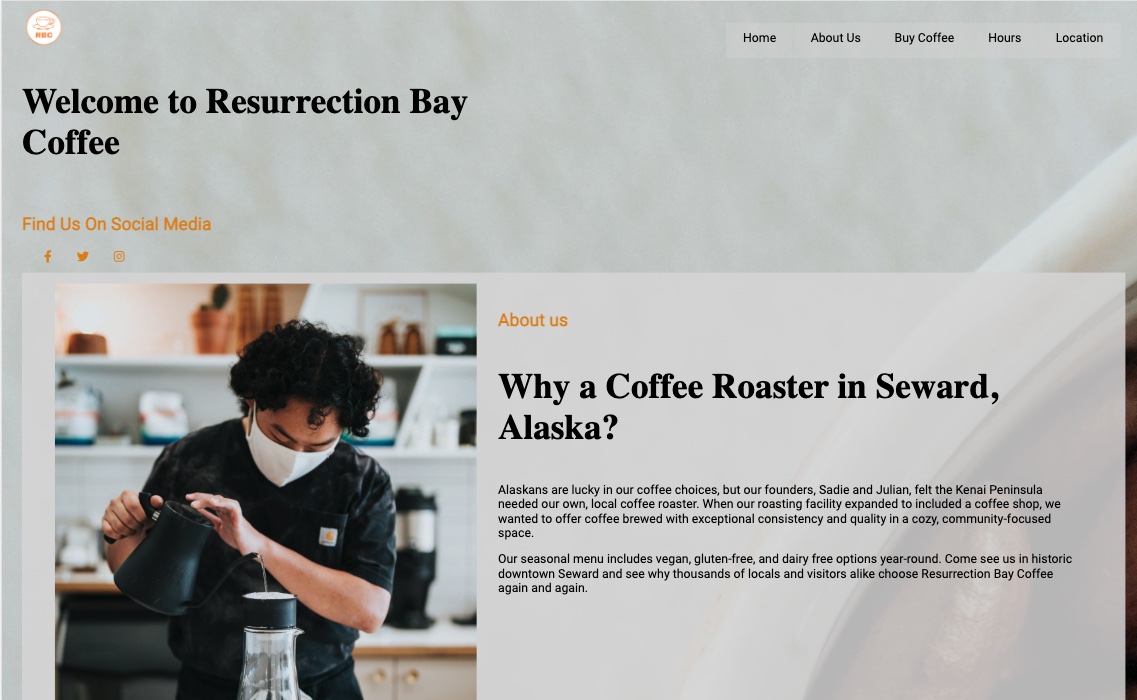 RBC
Home
About Us
Buy Coffee
Hours
Location
Welcome to Resurrection Bay
Coffee
Find Us On Social Media
About us
Why a Coffee Roaster in Seward,
Alaska?
Alaskans are lucky in our coffee choices, but our founders, Sadie and Julian, felt the Kenai Peninsula
needed our own, local coffee roaster. When our roasting facility expanded to included a coffee shop, we
wanted to offer coffee brewed with exceptional consistency and quality in a cozy, community-focused
space.
Our seasonal menu includes vegan, gluten-free, and dairy free options year-round. Come see us in historic
downtown Seward and see why thousands of locals and visitors alike choose Resurrection Bay Coffee
again and again.